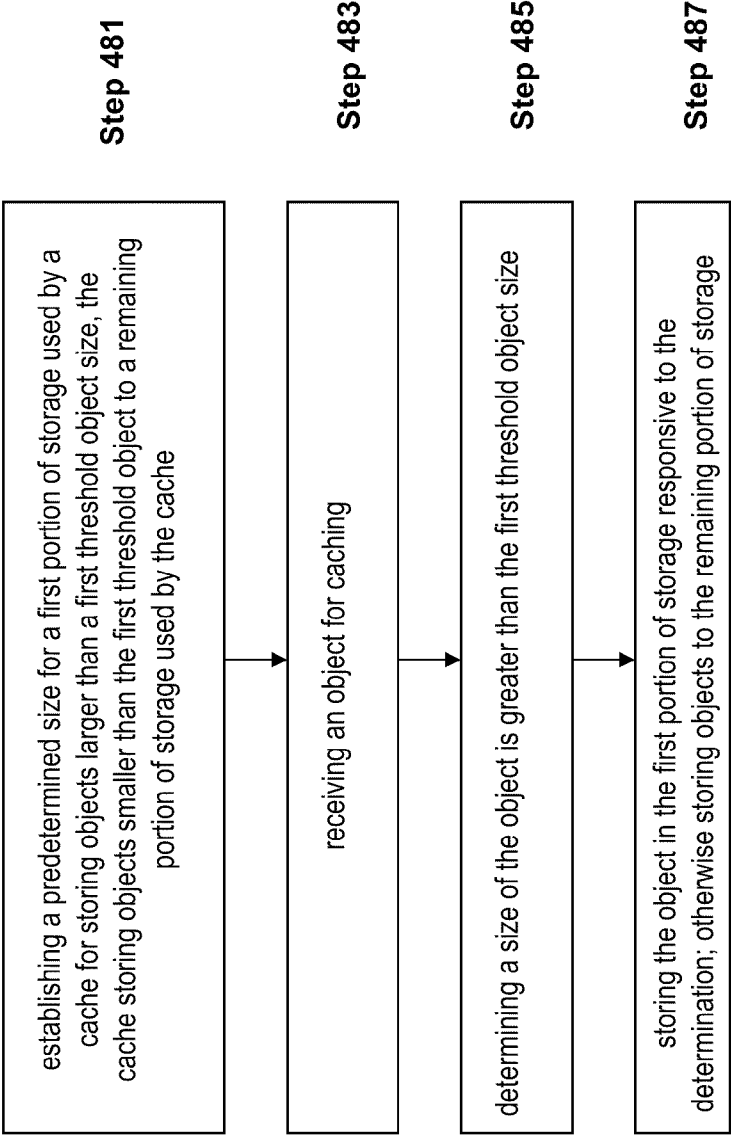 establishing a predetermined size for a first portion of storage used by a
cache for storing objects larger than a first threshold object size, the
cache storing objects smaller than the first threshold object to a remaining
portion of storage used by the cache
Step 481
receiving an object for caching
Step 483
determining a size of the object is greater than the first threshold object size
Step 485
storing the object in the first portion of storage responsive to the
determination; otherwise storing objects to the remaining portion of storage
Step 487